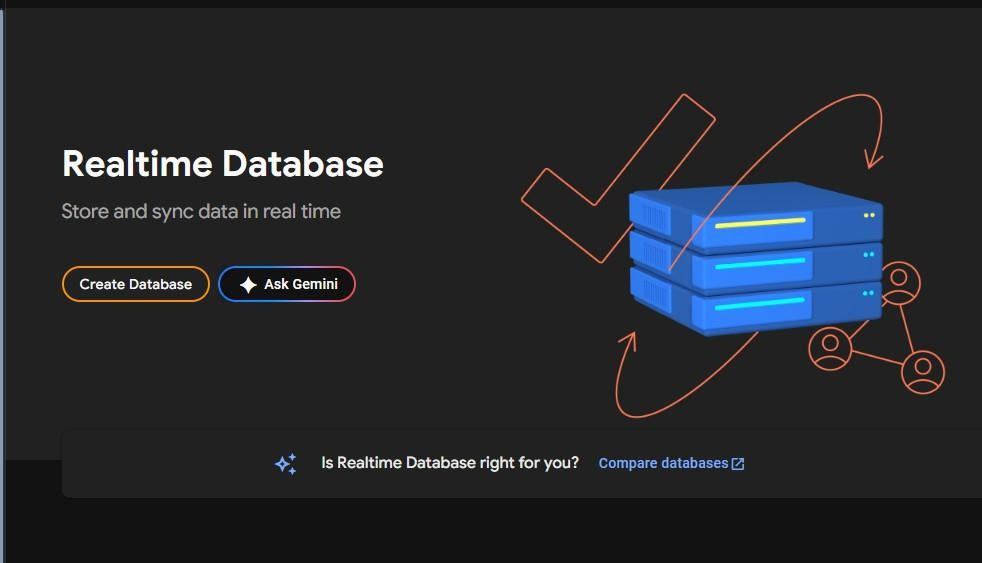 Realtime Database
Store and sync data in real time
Create Database
Ask Gemini
Is Realtime Database right for you?
Compare databases